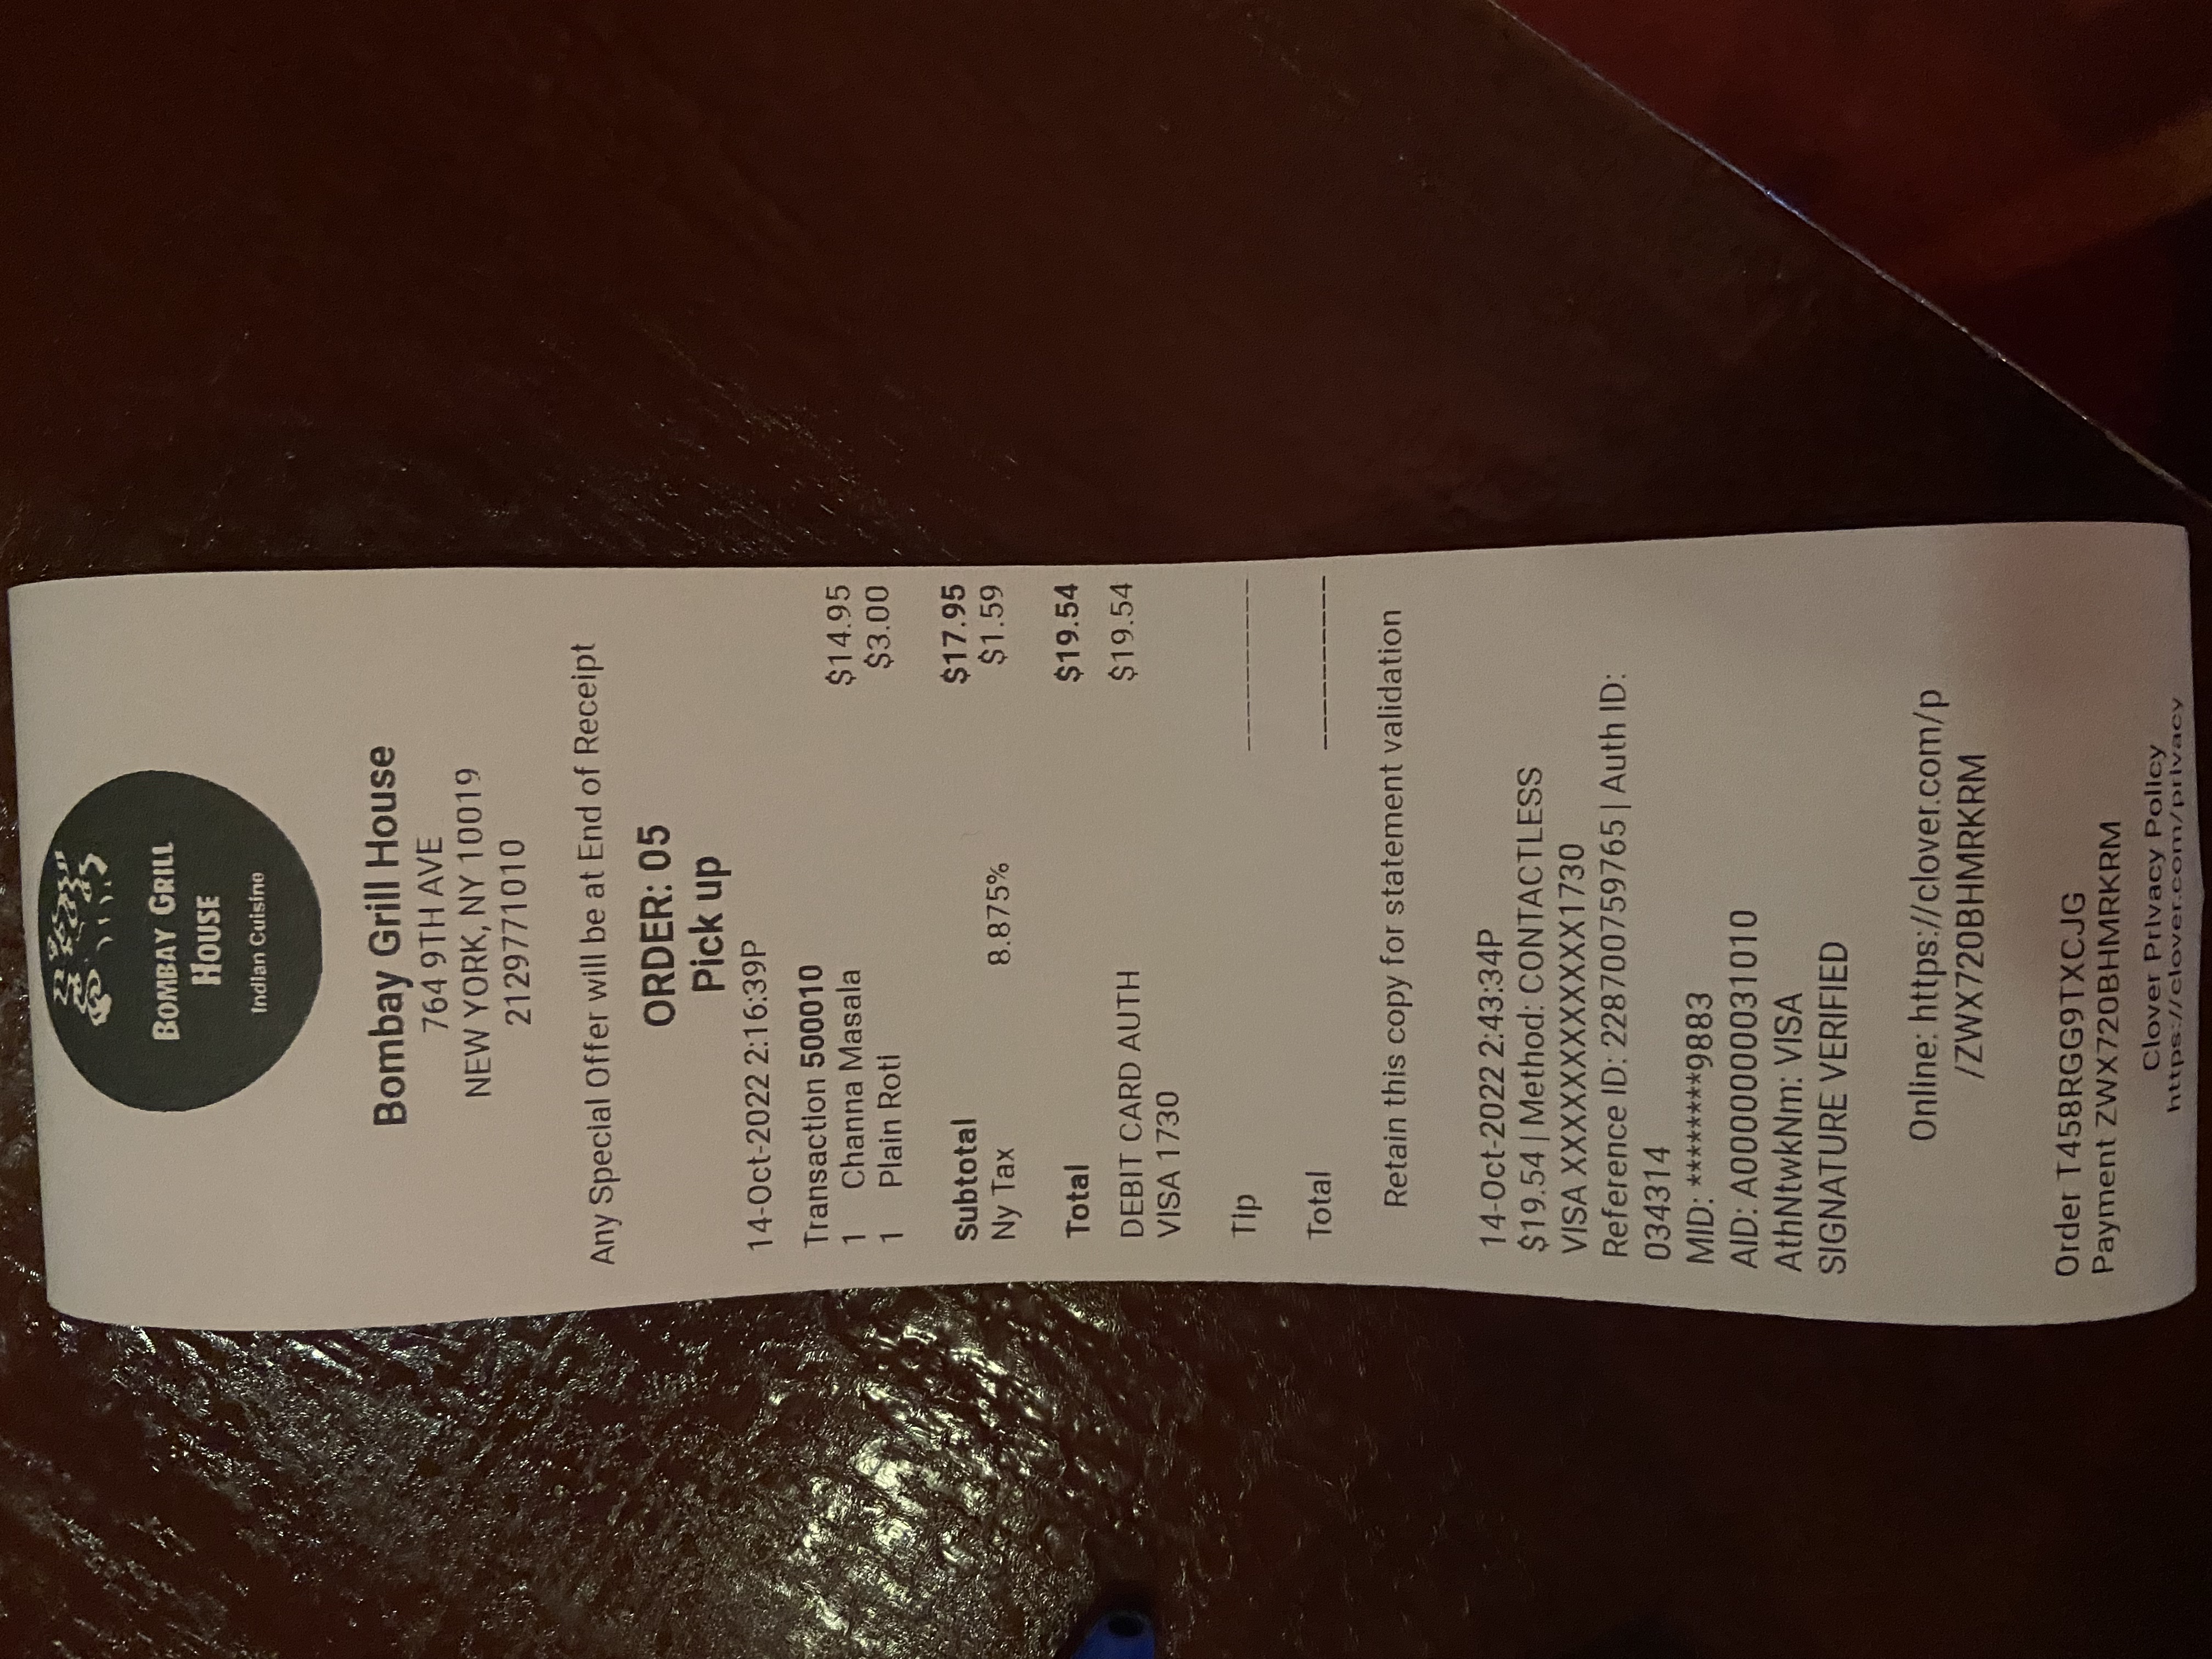 BOMBAY GRILL
HOUSE
Indian Cuisine
Bombay Grill House
764 9TH AVE
NEW YORK, NY 10019
2129771010
Any Special Offer will be at End of Receipt
ORDER: 05
Pick up
14-Oct-2022 2:16:39P
Transaction 500010
1 Channa Masala $14.95
1 Plain Roti $3.00
Subtotal $17.95
Ny Tax 8.875% $1.59
Total $19.54
DEBIT CARD AUTH $19.54
VISA 1730
Tip __________
Total __________
Retain this copy for statement validation
14-Oct-2022 2:43:34P
$19.54 | Method: CONTACTLESS
VISA XXXXXXXXXXXX1730
Reference ID: 228700759765 | Auth ID:
034314
MID: ********9883
AID: A0000000031010
AthNtwkNm: VISA
SIGNATURE VERIFIED
Online: https://clover.com/p
/ZWX720BHMRKRM
Order T458RGG9TXCJG
Payment ZWX720BHMRKRM
Clover Privacy Policy
https://clover.com/privacy